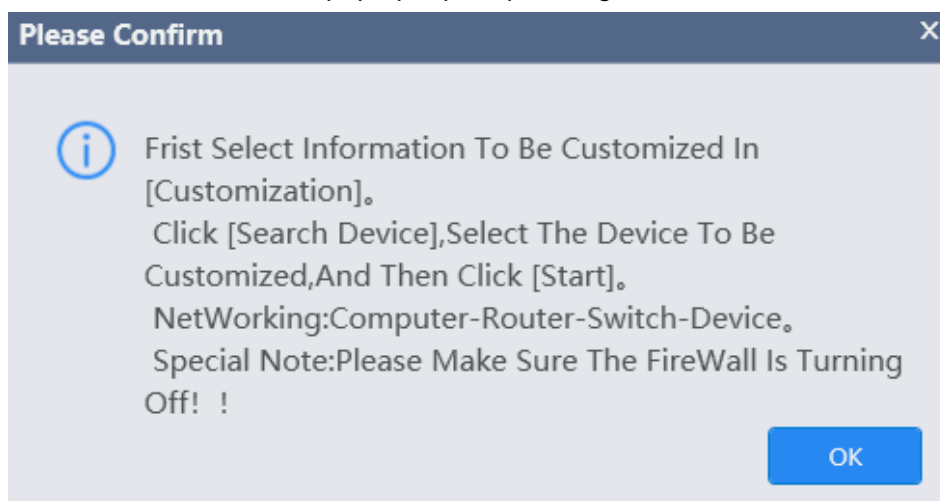 Please Confirm
X
Frist Select Information To Be Customized In
[Customization]。
Click [Search Device],Select The Device To Be
Customized,And Then Click [Start]。
NetWorking:Computer-Router-Switch-Device。
Special Note:Please Make Sure The FireWall Is Turning
Off! !
OK